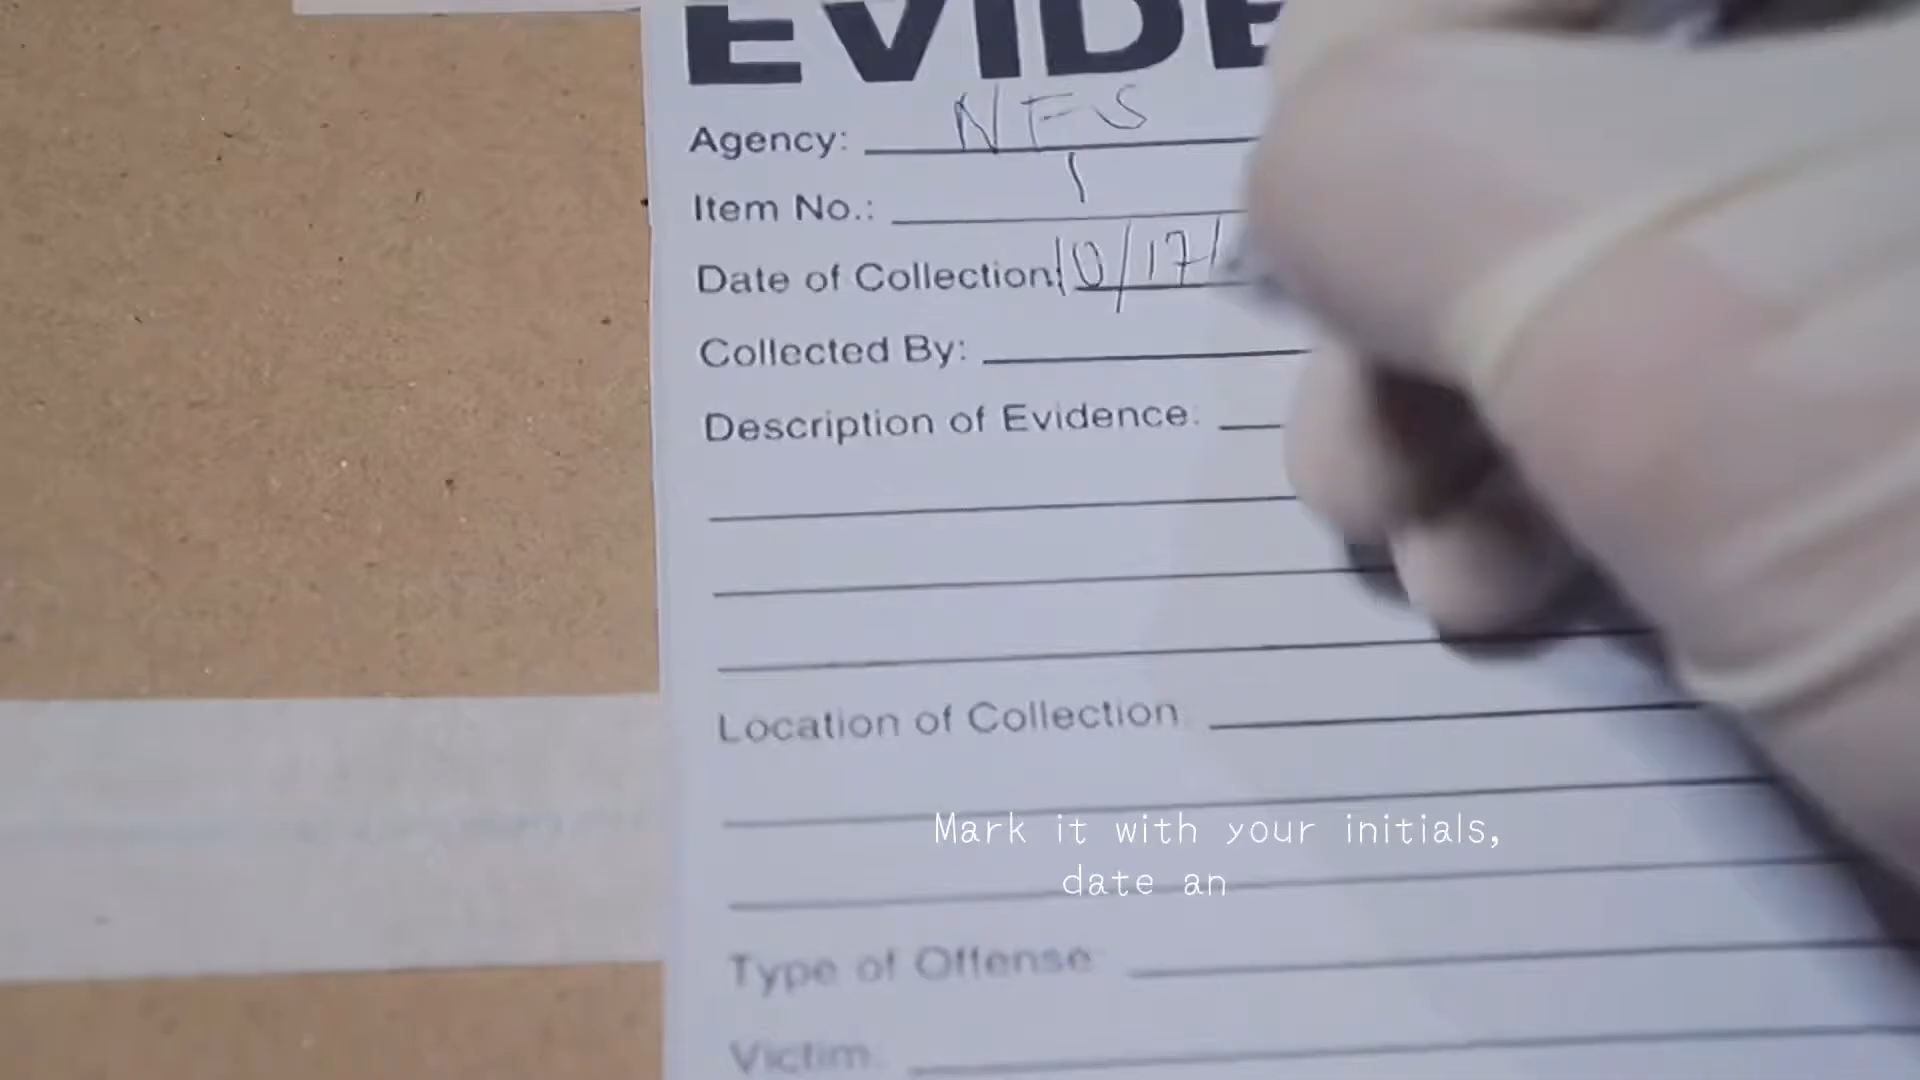 EVIDE
Agency: NFS
Item No.: 1
Date of Collection: 10/17/
Collected By:
Description of Evidence:
Location of Collection:
Mark it with your initials,
date an
Type of Offense:
Victim: